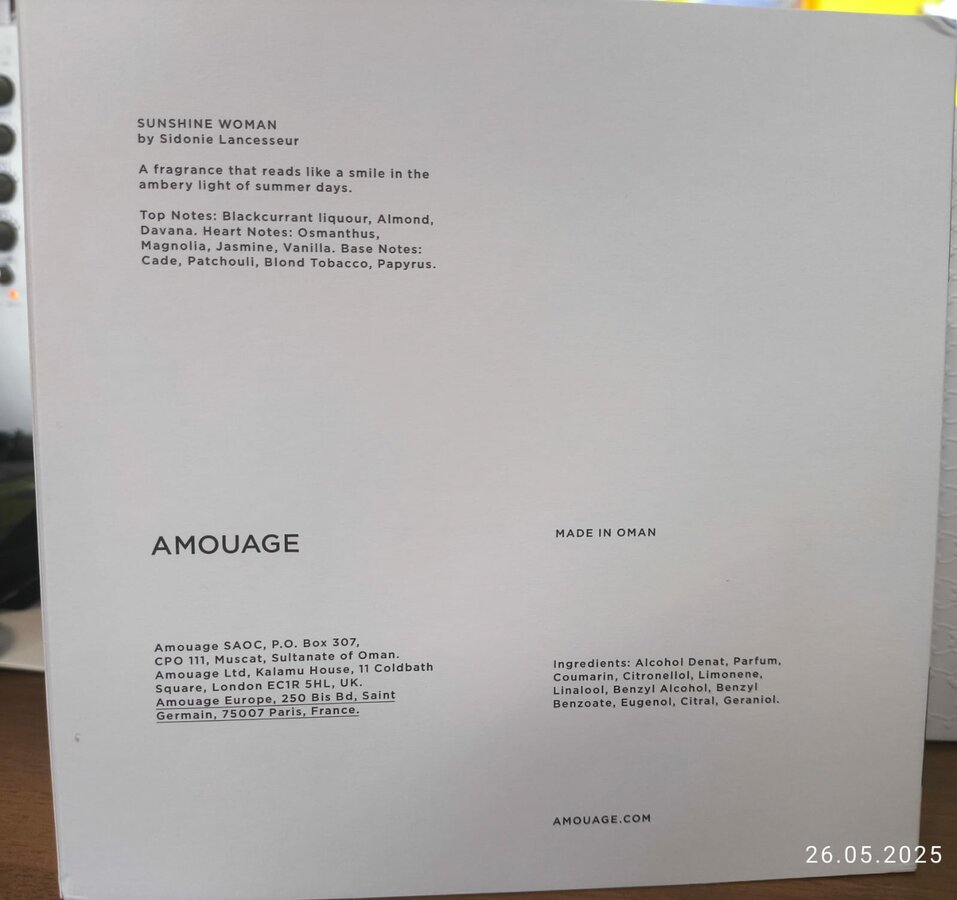 SUNSHINE WOMAN
by Sidonie Lancesseur
A fragrance that reads like a smile in the
ambery light of summer days.
Top Notes: Blackcurrant liquour, Almond,
Davana. Heart Notes: Osmanthus,
Magnolia, Jasmine, Vanilla. Base Notes:
Cade, Patchouli, Blond Tobacco, Papyrus.
AMOUAGE
MADE IN OMAN
Amouage SAOC, P.O. Box 307,
CPO 111, Muscat, Sultanate of Oman.
Amouage Ltd, Kalamu House, 11 Coldbath
Square, London EC1R 5HL, UK.
Amouage Europe, 250 Bis Bd, Saint
Germain, 75007 Paris, France.
Ingredients: Alcohol Denat, Parfum,
Coumarin, Citronellol, Limonene,
Linalool, Benzyl Alcohol, Benzyl
Benzoate, Eugenol, Citral, Geraniol.
AMOUAGE.COM
26.05.2025